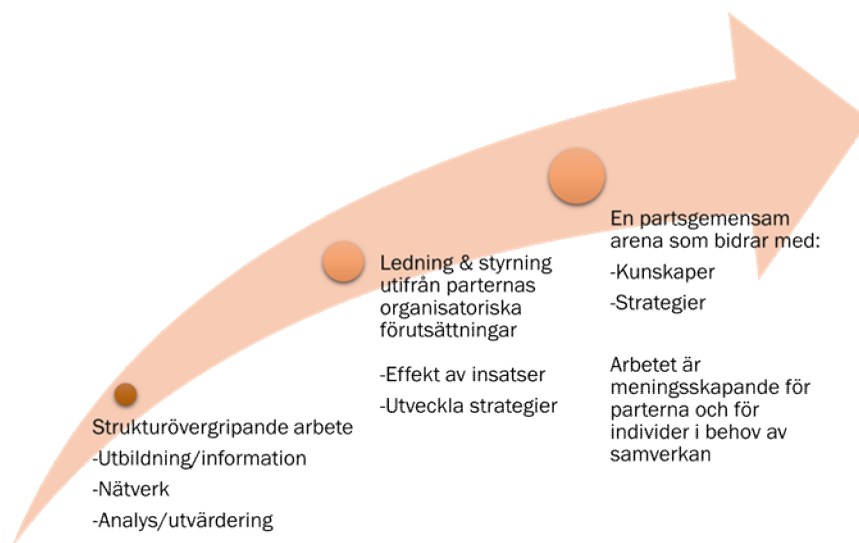 Strukturövergripande arbete
-Utbildning/information
-Nätverk
-Analys/utvärdering
Ledning & styrning
utifrån parternas
organisatoriska
förutsättningar
-Effekt av insatser
-Utveckla strategier
En partsgemensam
arena som bidrar med:
-Kunskaper
-Strategier
Arbetet är
meningsskapande för
parterna och för
individer i behov av
samverkan